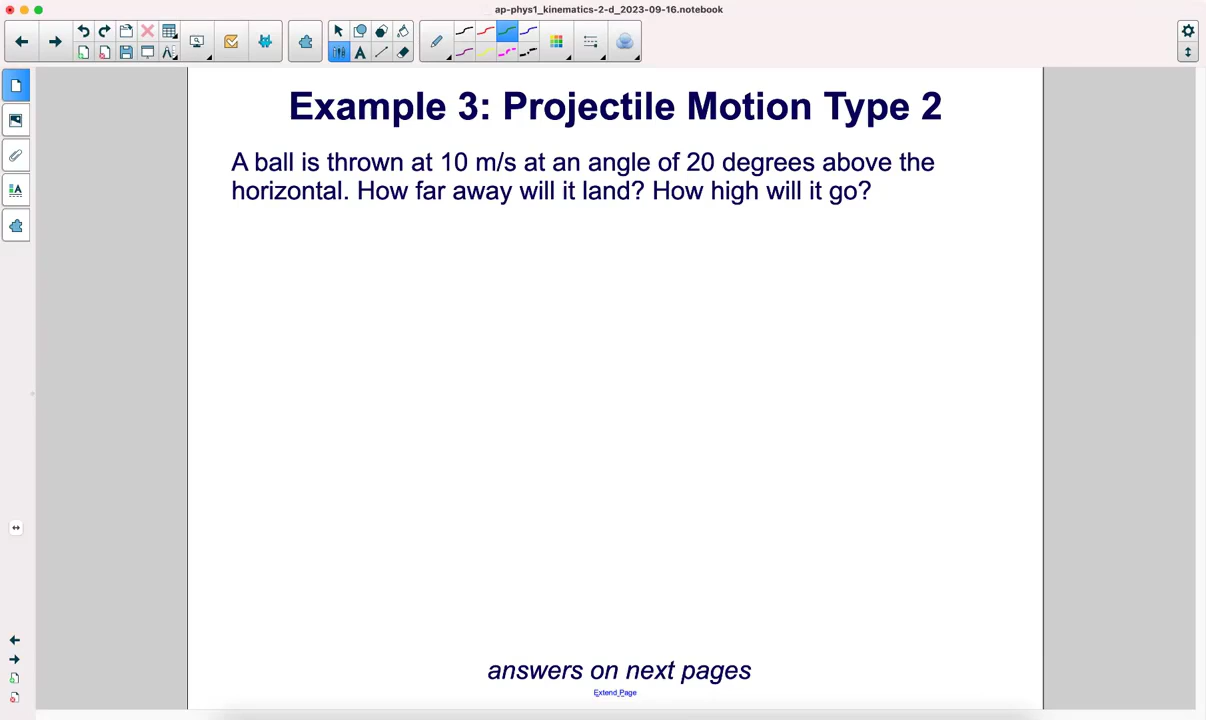 ap-phys1_kinematics-2-d_2023-09-16.notebook
Example 3: Projectile Motion Type 2
A ball is thrown at 10 m/s at an angle of 20 degrees above the
horizontal. How far away will it land? How high will it go?
answers on next pages
Extend Page